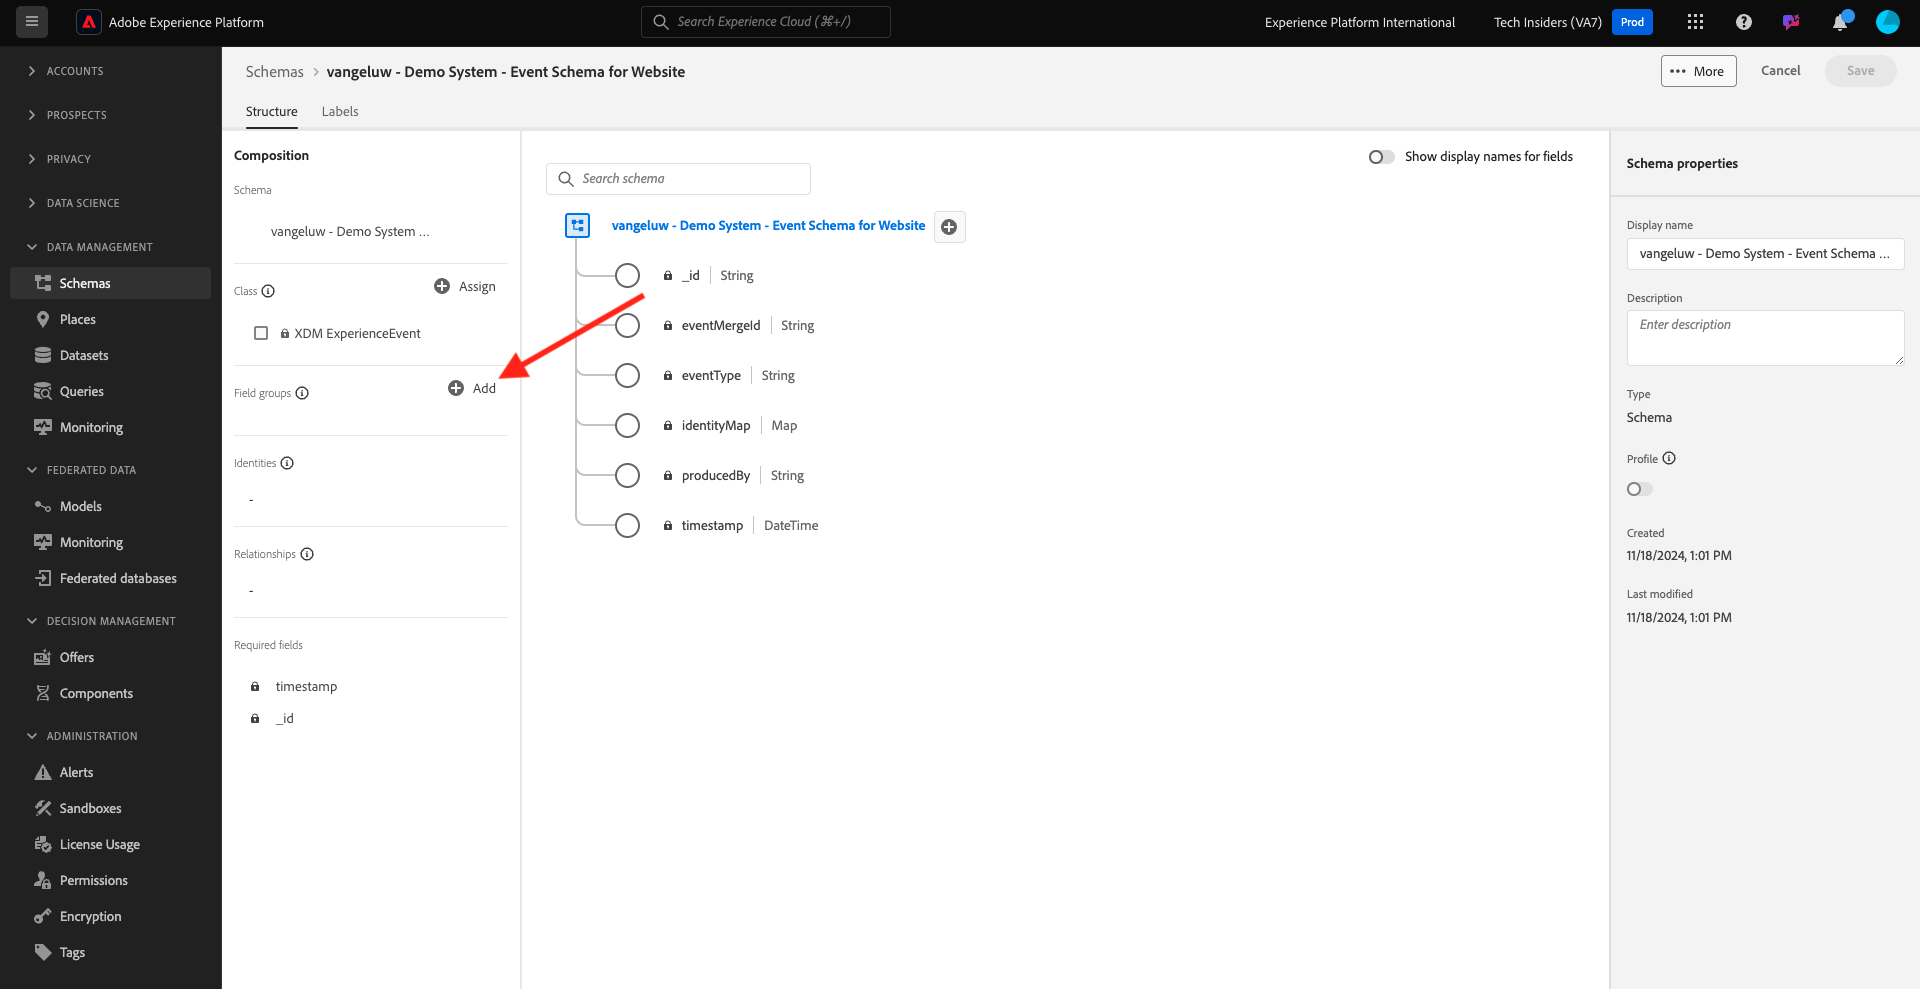 Adobe Experience Platform
Search Experience Cloud (⌘+/)
Experience Platform International
Tech Insiders (VA7)
Prod
ACCOUNTS
PROSPECTS
PRIVACY
DATA SCIENCE
DATA MANAGEMENT
Schemas
Places
Datasets
Queries
Monitoring
FEDERATED DATA
Models
Monitoring
Federated databases
DECISION MANAGEMENT
Offers
Components
ADMINISTRATION
Alerts
Sandboxes
License Usage
Permissions
Encryption
Tags
Schemas > vangeluw - Demo System - Event Schema for Website
More
Cancel
Save
Structure
Labels
Composition
Schema
vangeluw - Demo System ...
Class
Assign
XDM ExperienceEvent
Field groups
Add
Identities
-
Relationships
-
Required fields
timestamp
_id
Search schema
Show display names for fields
vangeluw - Demo System - Event Schema for Website
_id | String
eventMergeId | String
eventType | String
identityMap | Map
producedBy | String
timestamp | DateTime
Schema properties
Display name
vangeluw - Demo System - Event Schema ...
Description
Enter description
Type
Schema
Profile
Created
11/18/2024, 1:01 PM
Last modified
11/18/2024, 1:01 PM